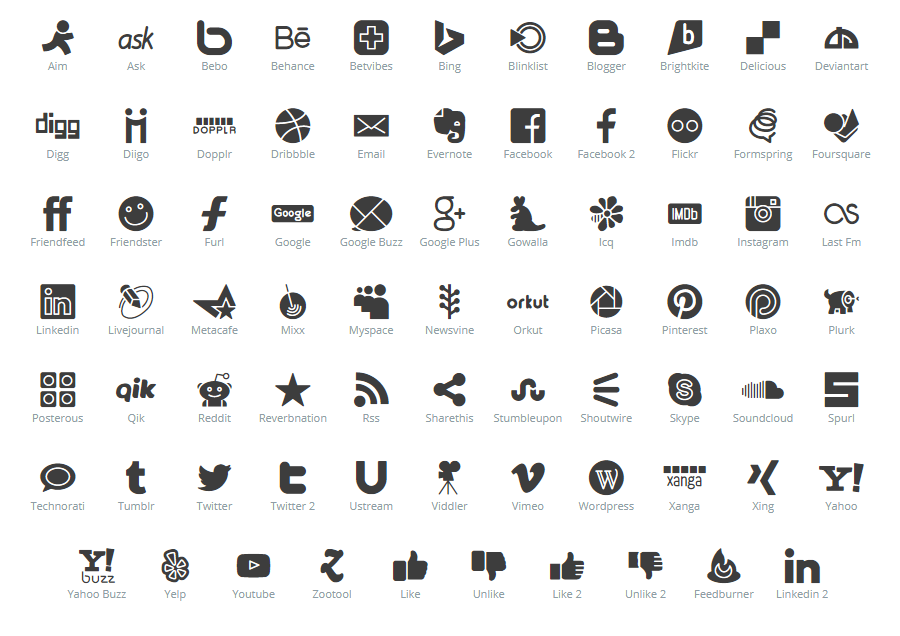 ask Bē b
Aim Ask Bebo Behance Betvibes Bing Blinklist Blogger Brightkite Delicious Deviantart
digg DOPPLR f f
Digg Diigo Dopplr Dribbble Email Evernote Facebook Facebook 2 Flickr Formspring Foursquare
ff f Google g+ IMDb
Friendfeed Friendster Furl Google Google Buzz Google Plus Gowalla Icq Imdb Instagram Last Fm
in orkut
Linkedin Livejournal Metacafe Mixx Myspace Newsvine Orkut Picasa Pinterest Plaxo Plurk
qik S
Posterous Qik Reddit Reverbnation Rss Sharethis Stumbleupon Shoutwire Skype Soundcloud Spurl
t t U W xanga Y!
Technorati Tumblr Twitter Twitter 2 Ustream Viddler Vimeo Wordpress Xanga Xing Yahoo
Y! buzz in
Yahoo Buzz Yelp Youtube Zootool Like Unlike Like 2 Unlike 2 Feedburner Linkedin 2